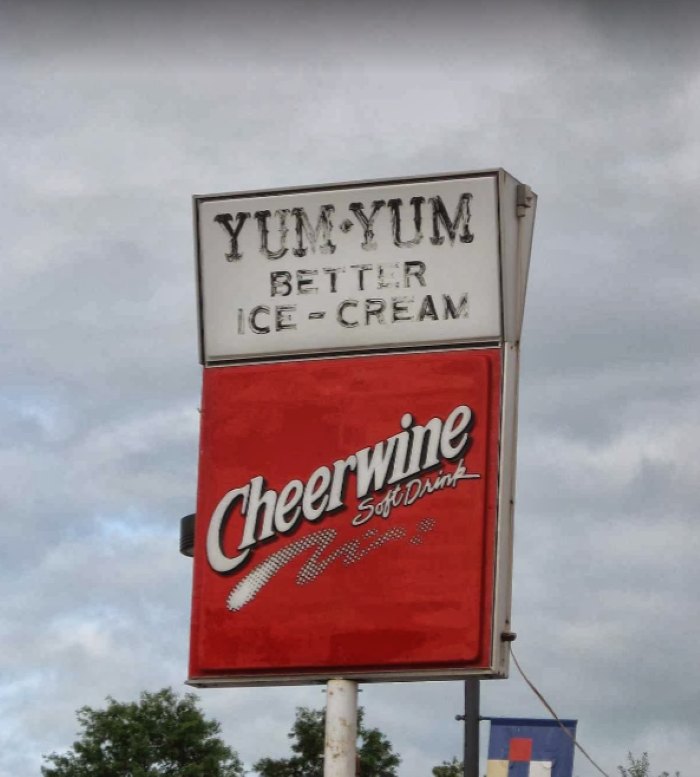 YUM·YUM
BETTER
ICE-CREAM
Cheerwine
Soft Drink